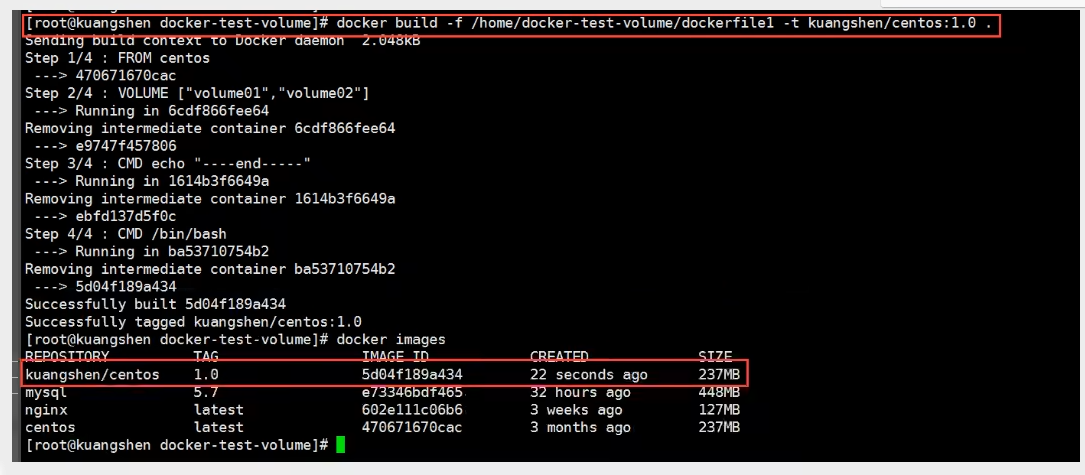 [root@kuangshen docker-test-volume]# docker build -f /home/docker-test-volume/dockerfile1 -t kuangshen/centos:1.0 .
Sending build context to Docker daemon  2.048kB
Step 1/4 : FROM centos
 ---> 470671670cac
Step 2/4 : VOLUME ["volume01","volume02"]
 ---> Running in 6cdf866fee64
Removing intermediate container 6cdf866fee64
 ---> e9747f457806
Step 3/4 : CMD echo "----end-----"
 ---> Running in 1614b3f6649a
Removing intermediate container 1614b3f6649a
 ---> ebfd137d5f0c
Step 4/4 : CMD /bin/bash
 ---> Running in ba53710754b2
Removing intermediate container ba53710754b2
 ---> 5d04f189a434
Successfully built 5d04f189a434
Successfully tagged kuangshen/centos:1.0
[root@kuangshen docker-test-volume]# docker images
REPOSITORY          TAG                 IMAGE ID            CREATED             SIZE
kuangshen/centos    1.0                 5d04f189a434        22 seconds ago      237MB
mysql               5.7                 e73346bdf465        32 hours ago        448MB
nginx               latest              602e111c06b6        3 weeks ago         127MB
centos              latest              470671670cac        3 months ago        237MB
[root@kuangshen docker-test-volume]#